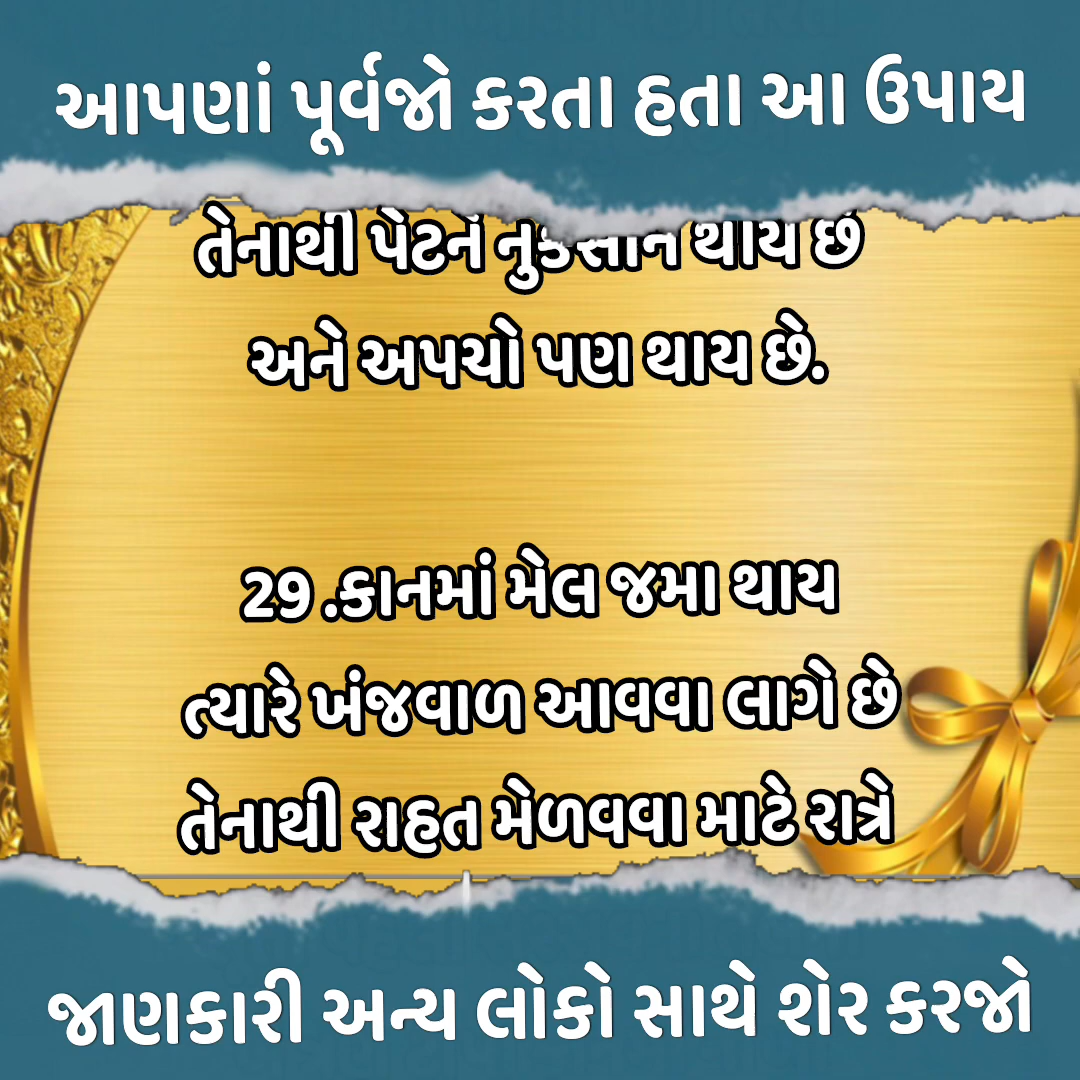 આપણાં પૂર્વજો કરતા હતા આ ઉપાય
તેનાથી પેટને નુકસાન થાય છે
અને અપચો પણ થાય છે.
29 .કાનમાં મેલ જમા થાય
ત્યારે ખંજવાળ આવવા લાગે છે
તેનાથી રાહત મેળવવા માટે રાત્રે
જાણકારી અન્ય લોકો સાથે શેર કરજો